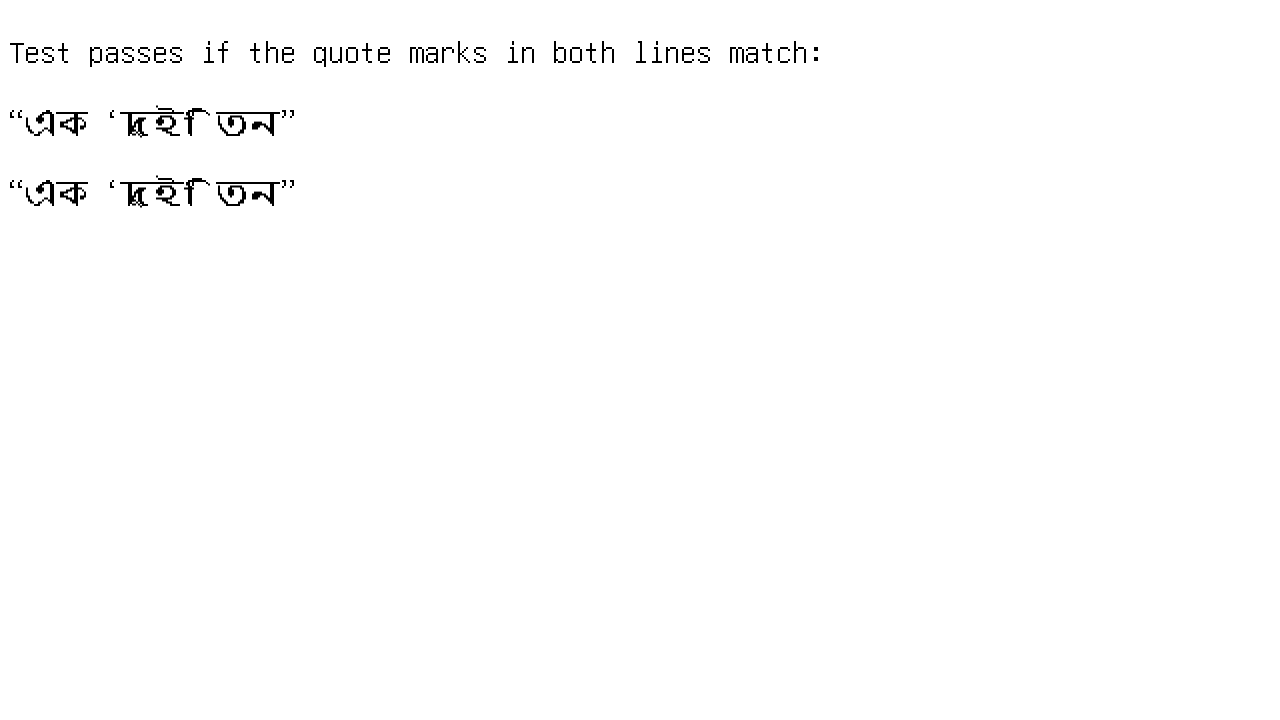 Test passes if the quote marks in both lines match:
“এক ‘দুই’ তিন”
“এক ‘দুই’ তিন”